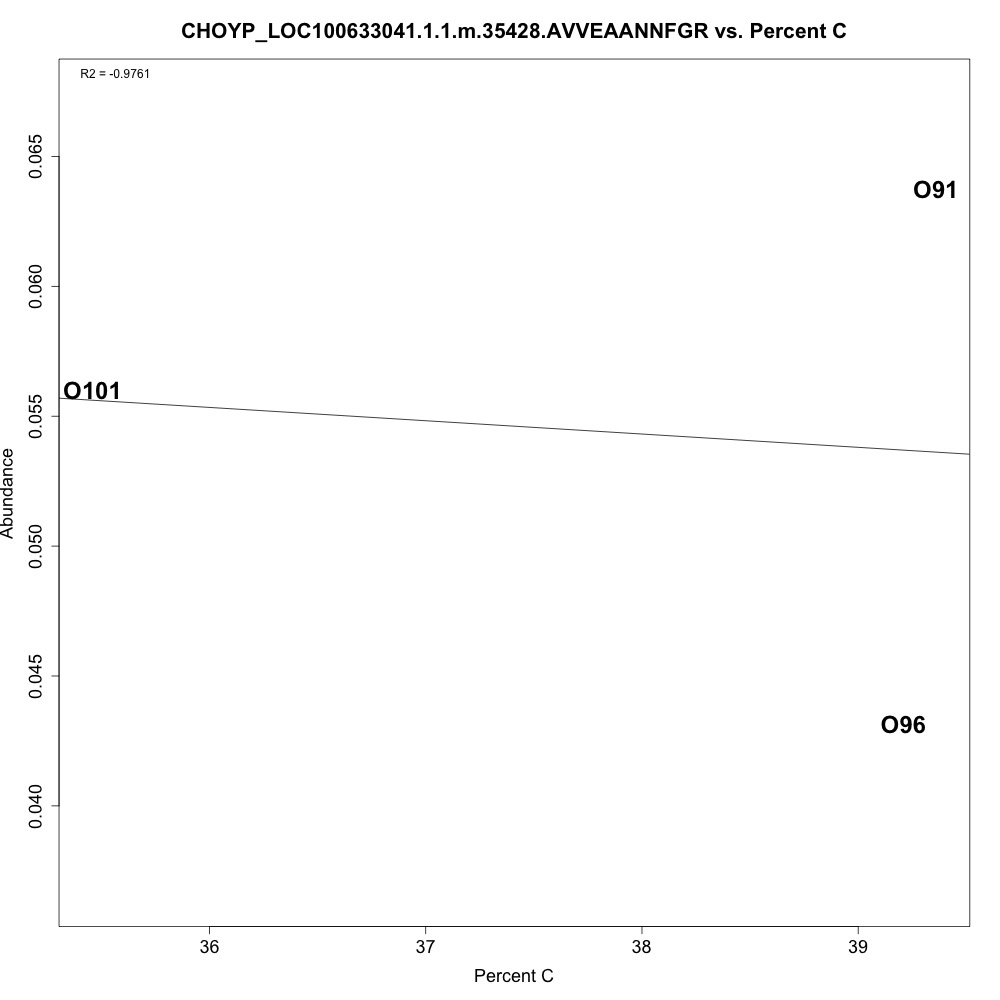 CHOYP_LOC100633041.1.1.m.35428.AVVEAANNFGR vs. Percent C
R2 = -0.9761
0.065
O91
0.060
O101
0.055
Abundance
0.050
0.045
O96
0.040
36 37 38 39
Percent C